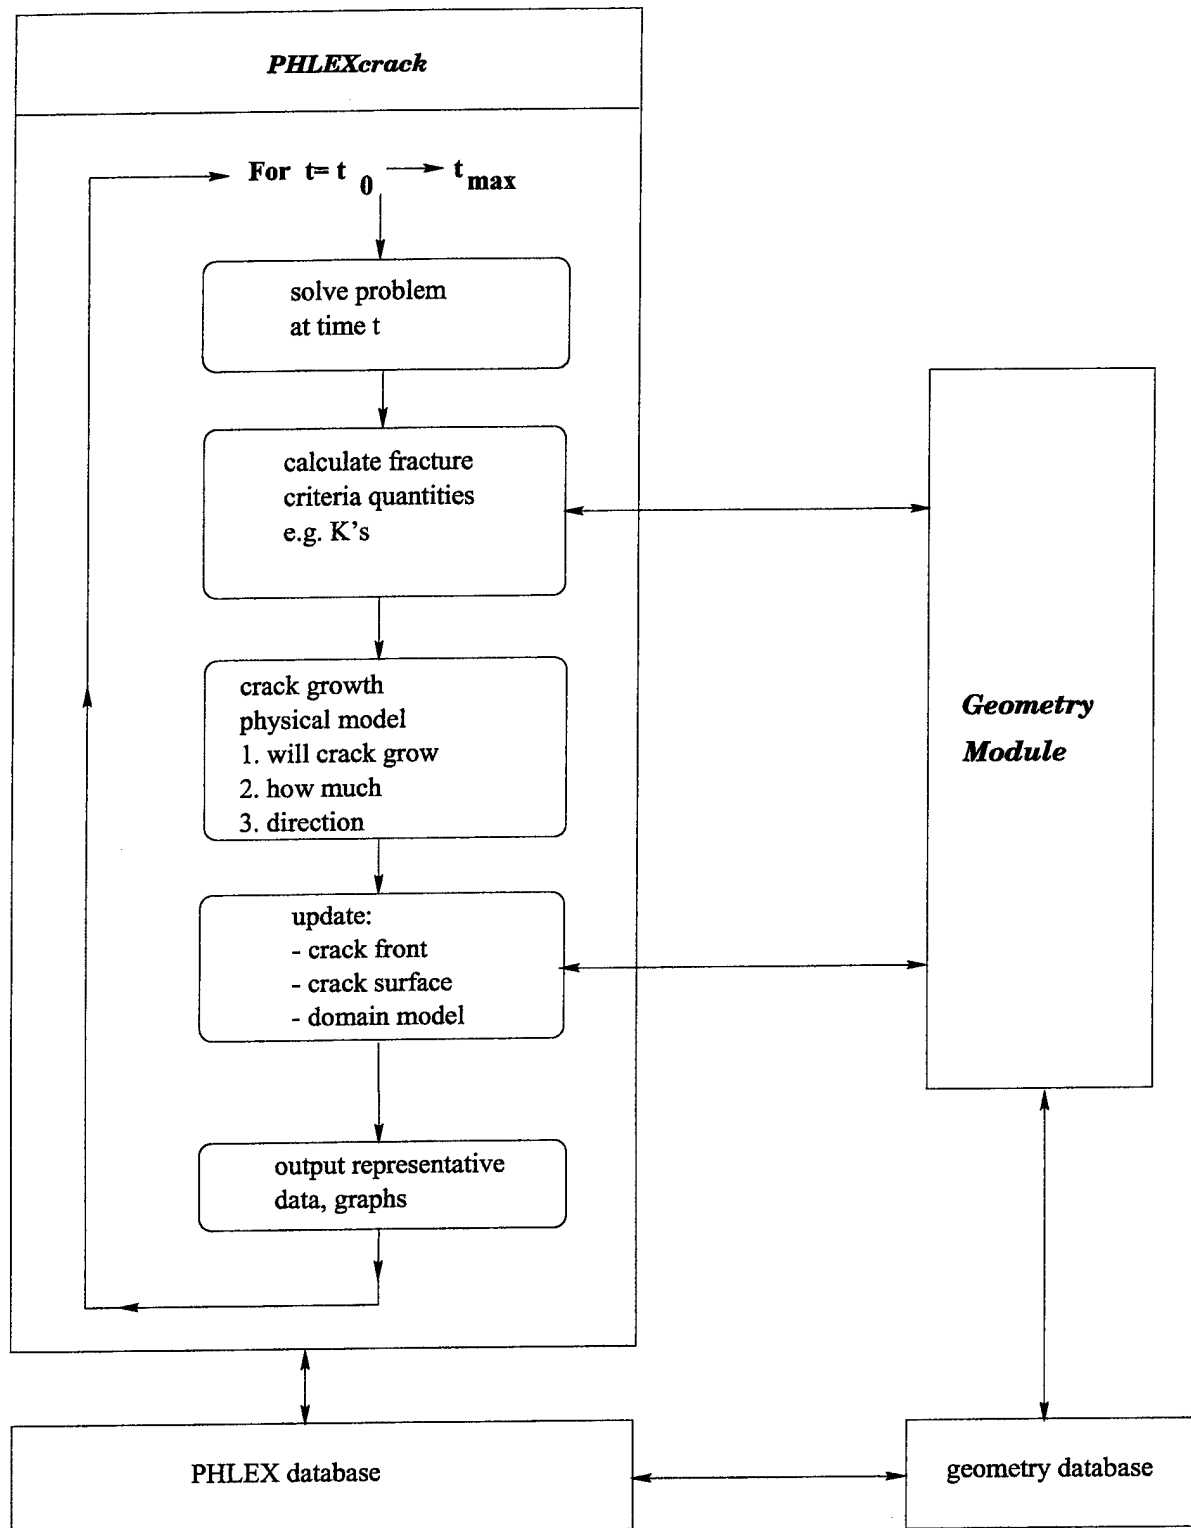 PHLEXcrack
For t= t 0 → t max
solve problem
at time t
calculate fracture
criteria quantities
e.g. K's
crack growth
physical model
1. will crack grow
2. how much
3. direction
update:
- crack front
- crack surface
- domain model
output representative
data, graphs
Geometry
Module
PHLEX database
geometry database